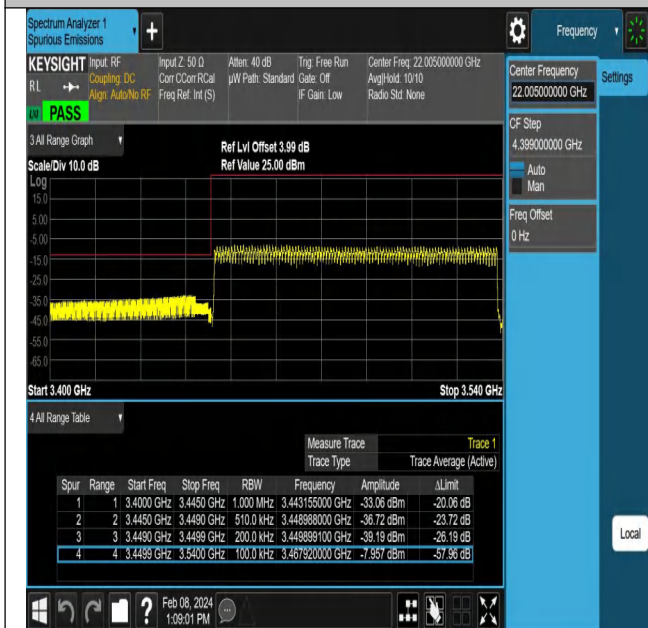 Spectrum Analyzer 1
Spurious Emissions
+
Frequency
KEYSIGHT Input: RF Input Z: 50 Ω Atten: 40 dB Trig: Free Run Center Freq: 22.005000000 GHz
RL Coupling: DC Corr CCorr RCal µW Path: Standard Gate: Off Avg|Hold: 10/10
Align: Auto/No RF Freq Ref: Int (S) IF Gain: Low Radio Std: None
PASS
Center Frequency
22.005000000 GHz
Settings
CF Step
4.399000000 GHz
Auto
Man
Freq Offset
0 Hz
3 All Range Graph
Ref Lvl Offset 3.99 dB
Scale/Div 10.0 dB Ref Value 25.00 dBm
Log
15.0
5.00
-5.00
-15.0
-25.0
-35.0
-45.0
-55.0
-65.0
Start 3.400 GHz Stop 3.540 GHz
4 All Range Table
Measure Trace Trace 1
Trace Type Trace Average (Active)
Spur Range Start Freq Stop Freq RBW Frequency Amplitude ΔLimit
1 1 3.4000 GHz 3.4450 GHz 1.000 MHz 3.443155000 GHz -33.06 dBm -20.06 dB
2 2 3.4450 GHz 3.4490 GHz 510.0 kHz 3.448988000 GHz -36.72 dBm -23.72 dB
3 3 3.4490 GHz 3.4499 GHz 200.0 kHz 3.449899100 GHz -39.19 dBm -26.19 dB
4 4 3.4499 GHz 3.5400 GHz 100.0 kHz 3.467920000 GHz -7.957 dBm -57.96 dB
Local
?
Feb 08, 2024
1:09:01 PM